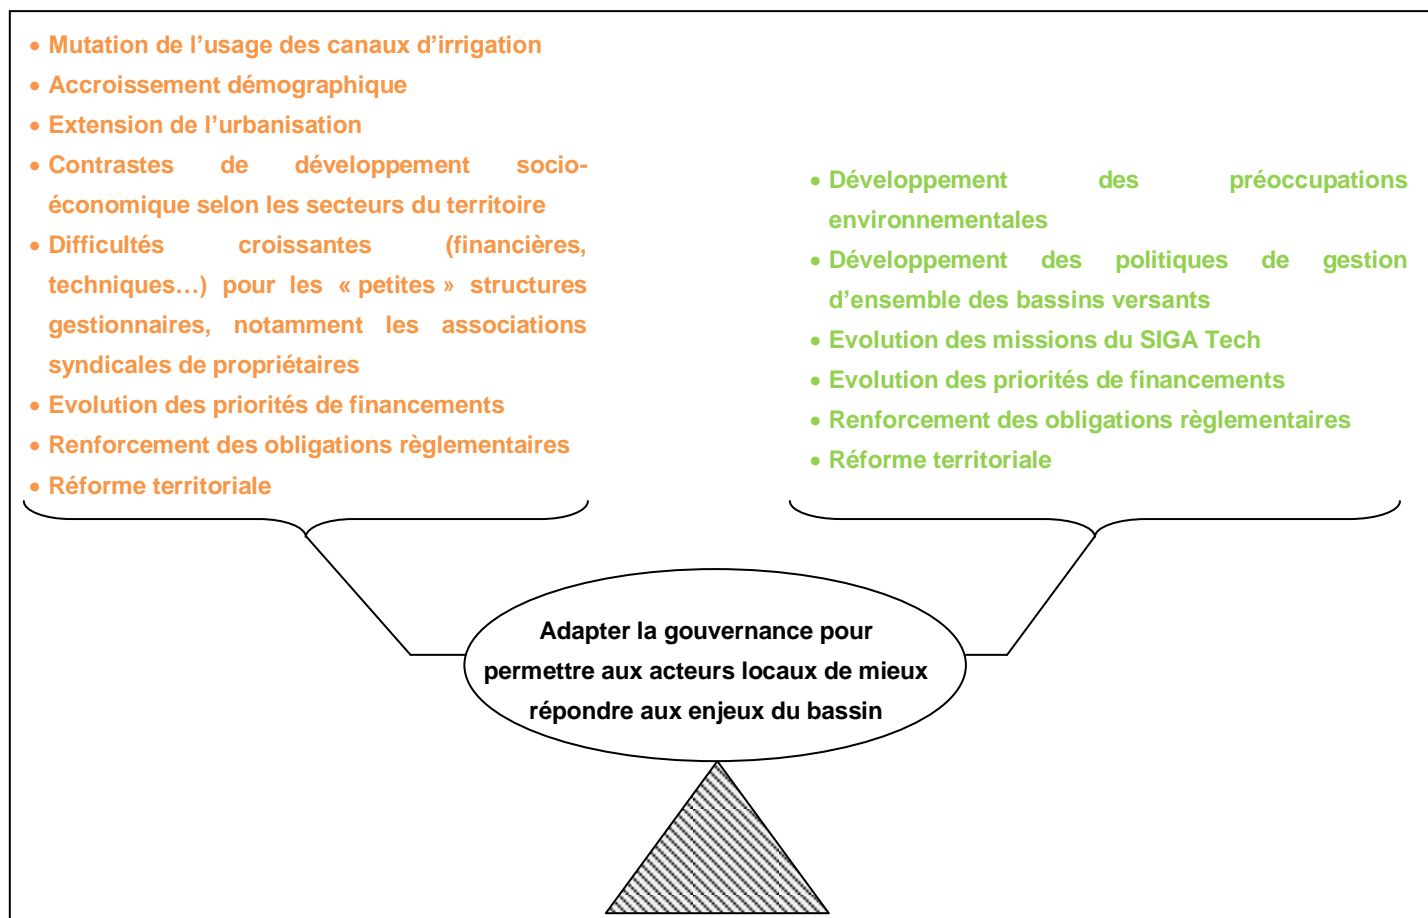 • Mutation de l’usage des canaux d’irrigation
• Accroissement démographique
• Extension de l’urbanisation
• Contrastes de développement socio-
économique selon les secteurs du territoire
• Difficultés croissantes (financières,
techniques…) pour les « petites » structures
gestionnaires, notamment les associations
syndicales de propriétaires
• Evolution des priorités de financements
• Renforcement des obligations règlementaires
• Réforme territoriale
• Développement des préoccupations
environnementales
• Développement des politiques de gestion
d’ensemble des bassins versants
• Evolution des missions du SIGA Tech
• Evolution des priorités de financements
• Renforcement des obligations règlementaires
• Réforme territoriale
Adapter la gouvernance pour
permettre aux acteurs locaux de mieux
répondre aux enjeux du bassin